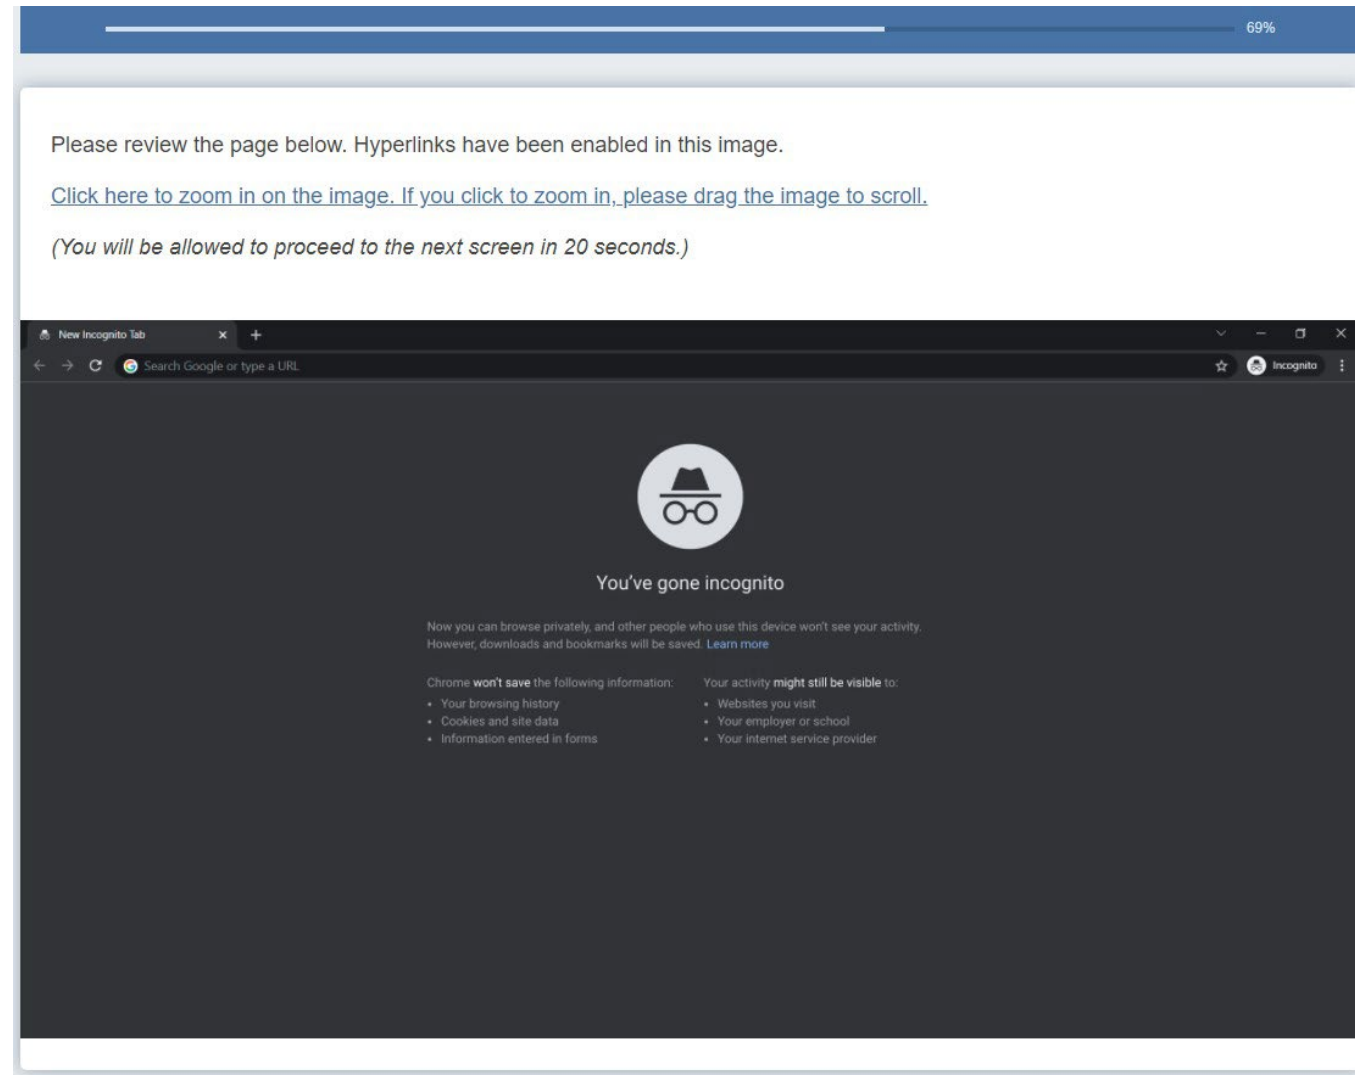 69%
Please review the page below. Hyperlinks have been enabled in this image.
Click here to zoom in on the image. If you click to zoom in, please drag the image to scroll.
(You will be allowed to proceed to the next screen in 20 seconds.)
New Incognito Tab
Search Google or type a URL
Incognito
You've gone incognito
Now you can browse privately, and other people who use this device won't see your activity.
However, downloads and bookmarks will be saved. Learn more
Chrome won't save the following information:
• Your browsing history
• Cookies and site data
• Information entered in forms
Your activity might still be visible to:
• Websites you visit
• Your employer or school
• Your internet service provider